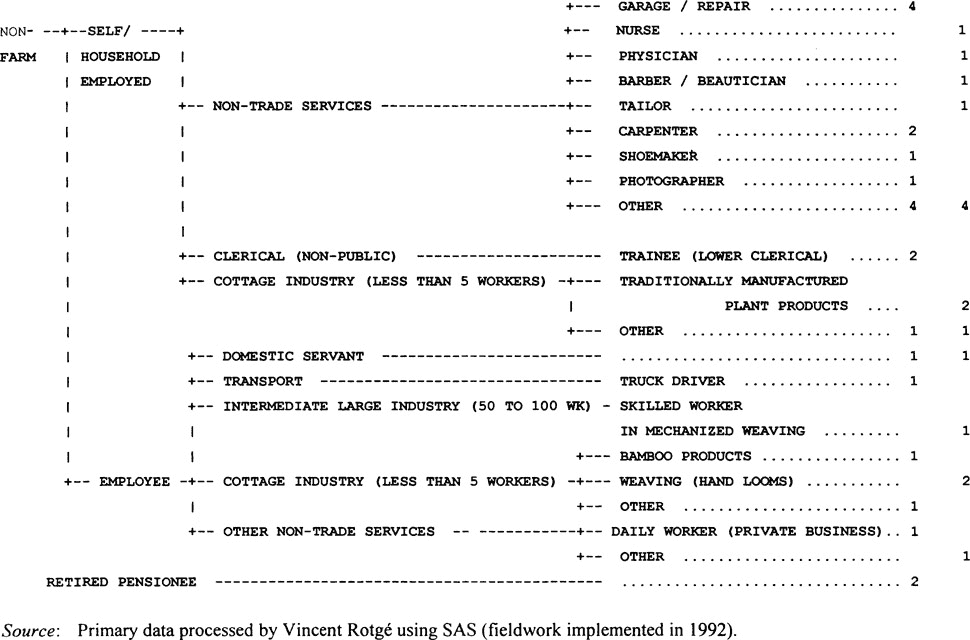 +--- GARAGE / REPAIR ............... 4
NON- --+--SELF/ -----+ +-- NURSE ......................... 1
FARM | HOUSEHOLD | +-- PHYSICIAN ..................... 1
| EMPLOYED | +-- BARBER / BEAUTICIAN ........... 1
| +-- NON-TRADE SERVICES ----------------------+-- TAILOR ........................ 1
| | +-- CARPENTER ..................... 2
| | +-- SHOEMAKER ..................... 1
| | +-- PHOTOGRAPHER .................. 1
| | +--- OTHER ......................... 4 4
| |
| +-- CLERICAL (NON-PUBLIC) ---------------------- TRAINEE (LOWER CLERICAL) ...... 2
| +-- COTTAGE INDUSTRY (LESS THAN 5 WORKERS) -+--- TRADITIONALLY MANUFACTURED
| | PLANT PRODUCTS .... 2
| +--- OTHER ......................... 1 1
| +-- DOMESTIC SERVANT -------------------------- ................................ 1 1
| +-- TRANSPORT --------------------------------- TRUCK DRIVER .................. 1
| +-- INTERMEDIATE LARGE INDUSTRY (50 TO 100 WK) - SKILLED WORKER
| | IN MECHANIZED WEAVING ......... 1
| | +--- BAMBOO PRODUCTS ................ 1
+-- EMPLOYEE -+-- COTTAGE INDUSTRY (LESS THAN 5 WORKERS) -+--- WEAVING (HAND LOOMS) ........... 2
| +--- OTHER .......................... 1
+-- OTHER NON-TRADE SERVICES -- -----------+-- DAILY WORKER (PRIVATE BUSINESS).. 1
+-- OTHER .......................... 1
RETIRED PENSIONEE --------------------------------------------- ................................. 2
Source: Primary data processed by Vincent Rotgé using SAS (fieldwork implemented in 1992).